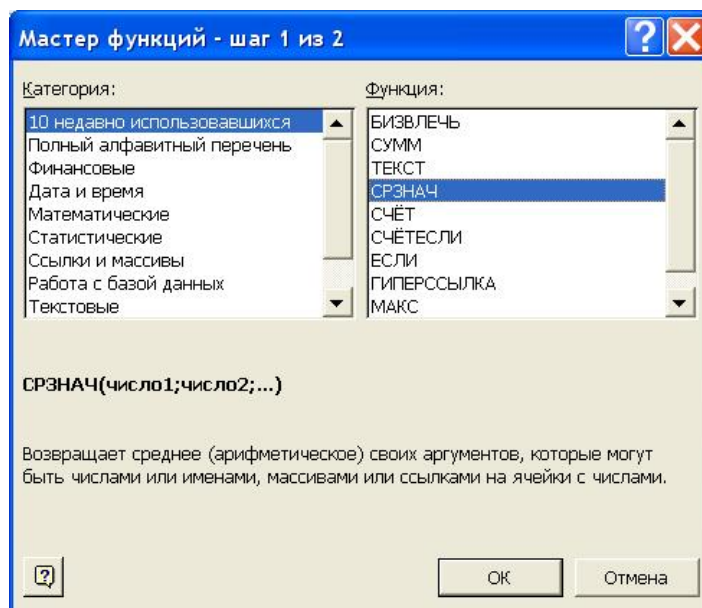 Мастер функций - шаг 1 из 2
Категория:
Функция:
10 недавно использовавшихся
Полный алфавитный перечень
Финансовые
Дата и время
Математические
Статистические
Ссылки и массивы
Работа с базой данных
Текстовые
БИЗВЛЕЧЬ
СУММ
ТЕКСТ
СРЗНАЧ
СЧЁТ
СЧЁТЕСЛИ
ЕСЛИ
ГИПЕРССЫЛКА
МАКС
СРЗНАЧ(число1;число2;...)
Возвращает среднее (арифметическое) своих аргументов, которые могут
быть числами или именами, массивами или ссылками на ячейки с числами.
ОК
Отмена